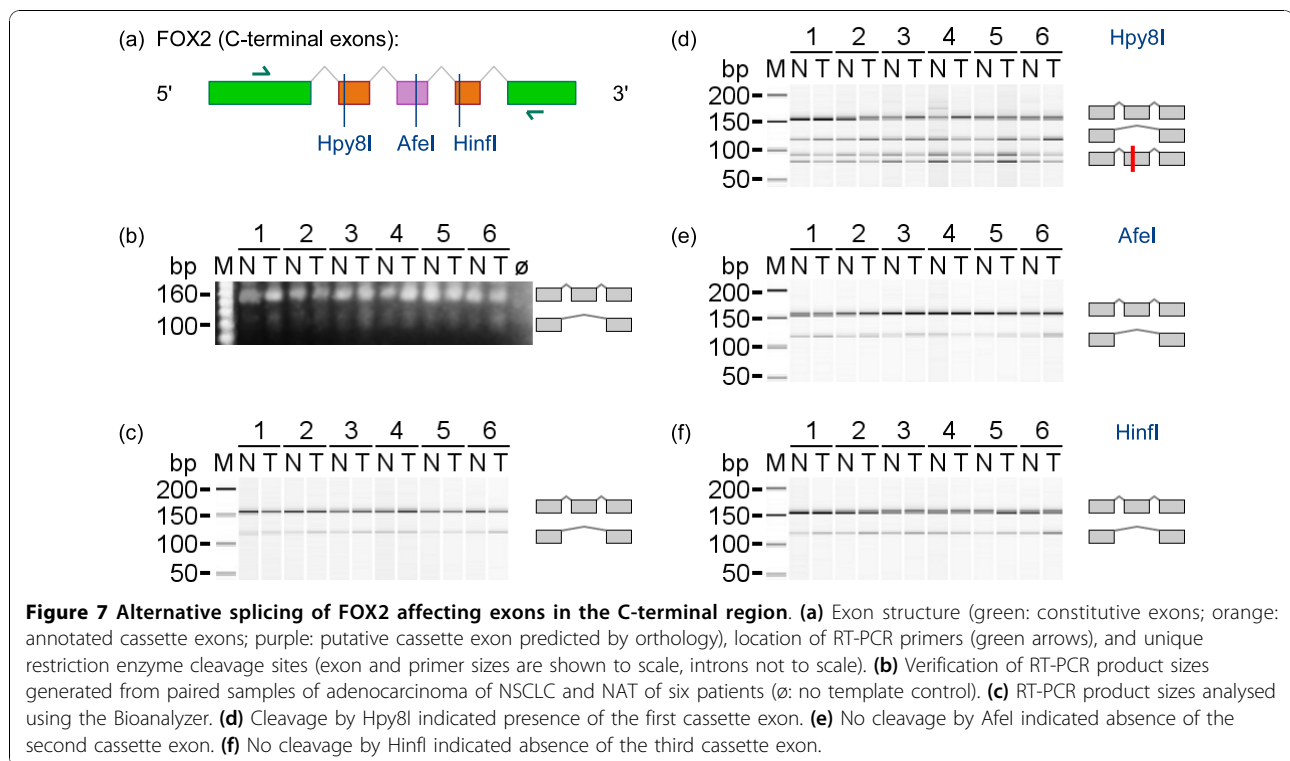 (a) FOX2 (C-terminal exons):
5' 3'
Hpy8I AfeI HinfI
(b)
1 2 3 4 5 6
bp M N T N T N T N T N T N T ø
160
100
(c)
1 2 3 4 5 6
bp M N T N T N T N T N T N T
200
150
100
50
(d) Hpy8I
1 2 3 4 5 6
bp M N T N T N T N T N T N T
200
150
100
50
(e) AfeI
1 2 3 4 5 6
bp M N T N T N T N T N T N T
200
150
100
50
(f) HinfI
1 2 3 4 5 6
bp M N T N T N T N T N T N T
200
150
100
50
Figure 7 Alternative splicing of FOX2 affecting exons in the C-terminal region. (a) Exon structure (green: constitutive exons; orange:
annotated cassette exons; purple: putative cassette exon predicted by orthology), location of RT-PCR primers (green arrows), and unique
restriction enzyme cleavage sites (exon and primer sizes are shown to scale, introns not to scale). (b) Verification of RT-PCR product sizes
generated from paired samples of adenocarcinoma of NSCLC and NAT of six patients (ø: no template control). (c) RT-PCR product sizes analysed
using the Bioanalyzer. (d) Cleavage by Hpy8I indicated presence of the first cassette exon. (e) No cleavage by AfeI indicated absence of the
second cassette exon. (f) No cleavage by HinfI indicated absence of the third cassette exon.